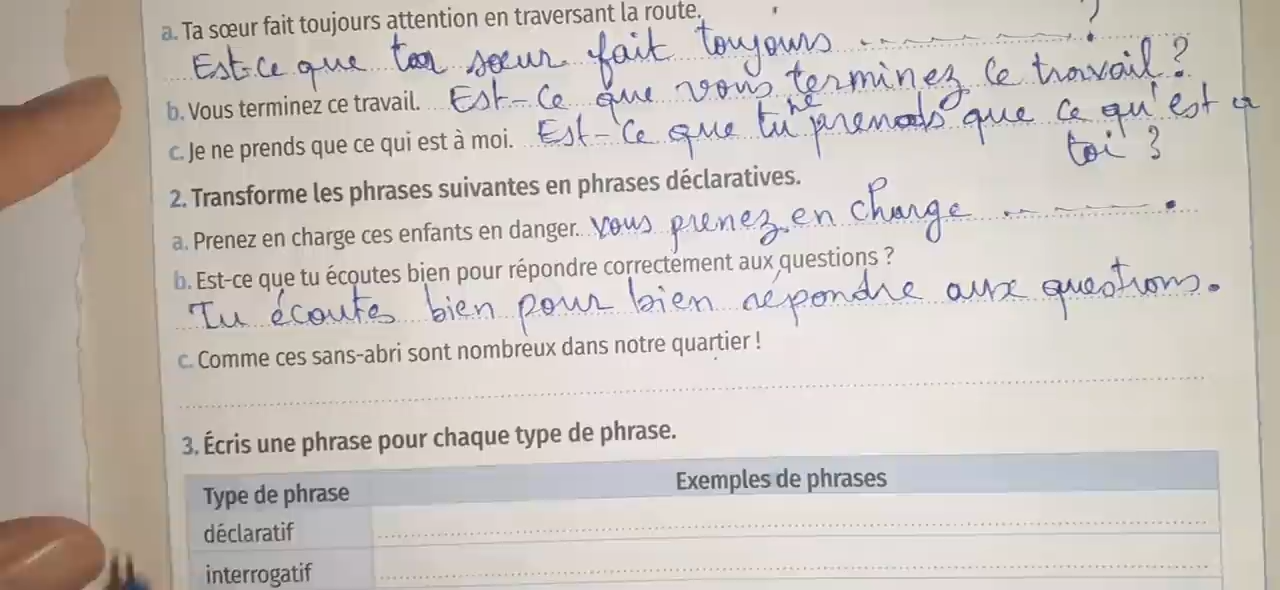 a. Ta sœur fait toujours attention en traversant la route.
Est-ce que ta sœur fait toujours ............ ?
b. Vous terminez ce travail. Est-ce que vous terminez ce travail ?
c. Je ne prends que ce qui est à moi. Est-ce que tu ne prends que ce qu'est a
toi ?
2. Transforme les phrases suivantes en phrases déclaratives.
a. Prenez en charge ces enfants en danger. Vous prenez en charge ............ .
b. Est-ce que tu écoutes bien pour répondre correctement aux questions ?
Tu écoutes bien pour bien répondre aux questions.
c. Comme ces sans-abri sont nombreux dans notre quartier !
3. Écris une phrase pour chaque type de phrase.
Type de phrase Exemples de phrases
déclaratif
interrogatif